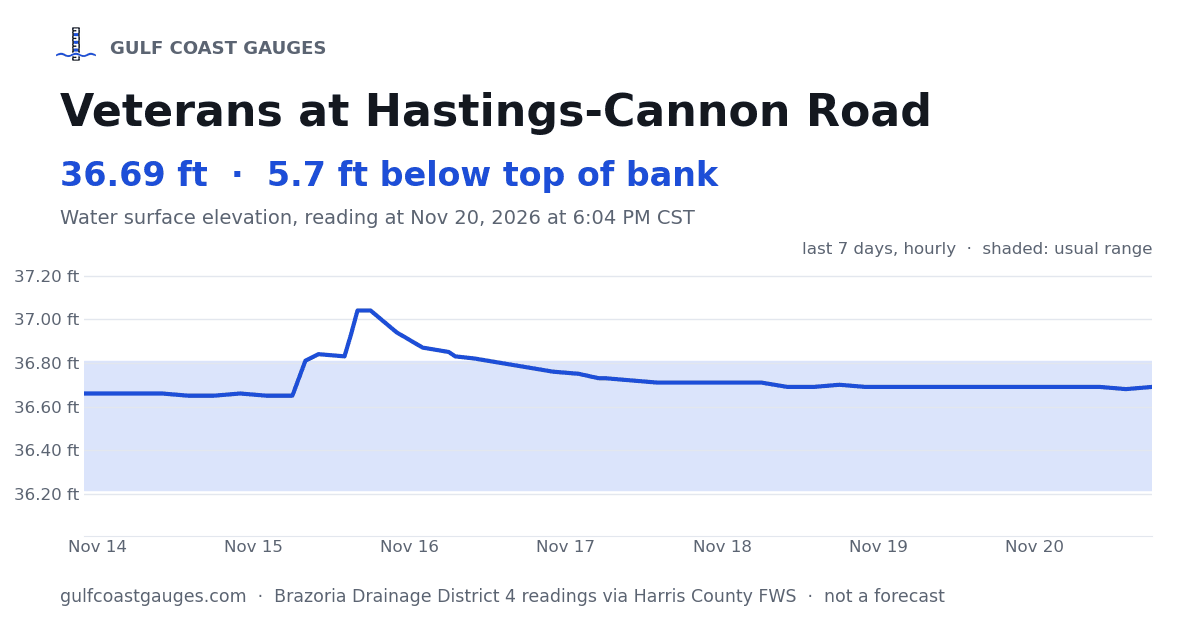 GULF COAST GAUGES
Veterans at Hastings-Cannon Road
36.69 ft · 5.7 ft below top of bank
Water surface elevation, reading at Nov 20, 2026 at 6:04 PM CST
last 7 days, hourly · shaded: usual range
37.20 ft
37.00 ft
36.80 ft
36.60 ft
36.40 ft
36.20 ft
Nov 14 Nov 15 Nov 16 Nov 17 Nov 18 Nov 19 Nov 20
gulfcoastgauges.com · Brazoria Drainage District 4 readings via Harris County FWS · not a forecast